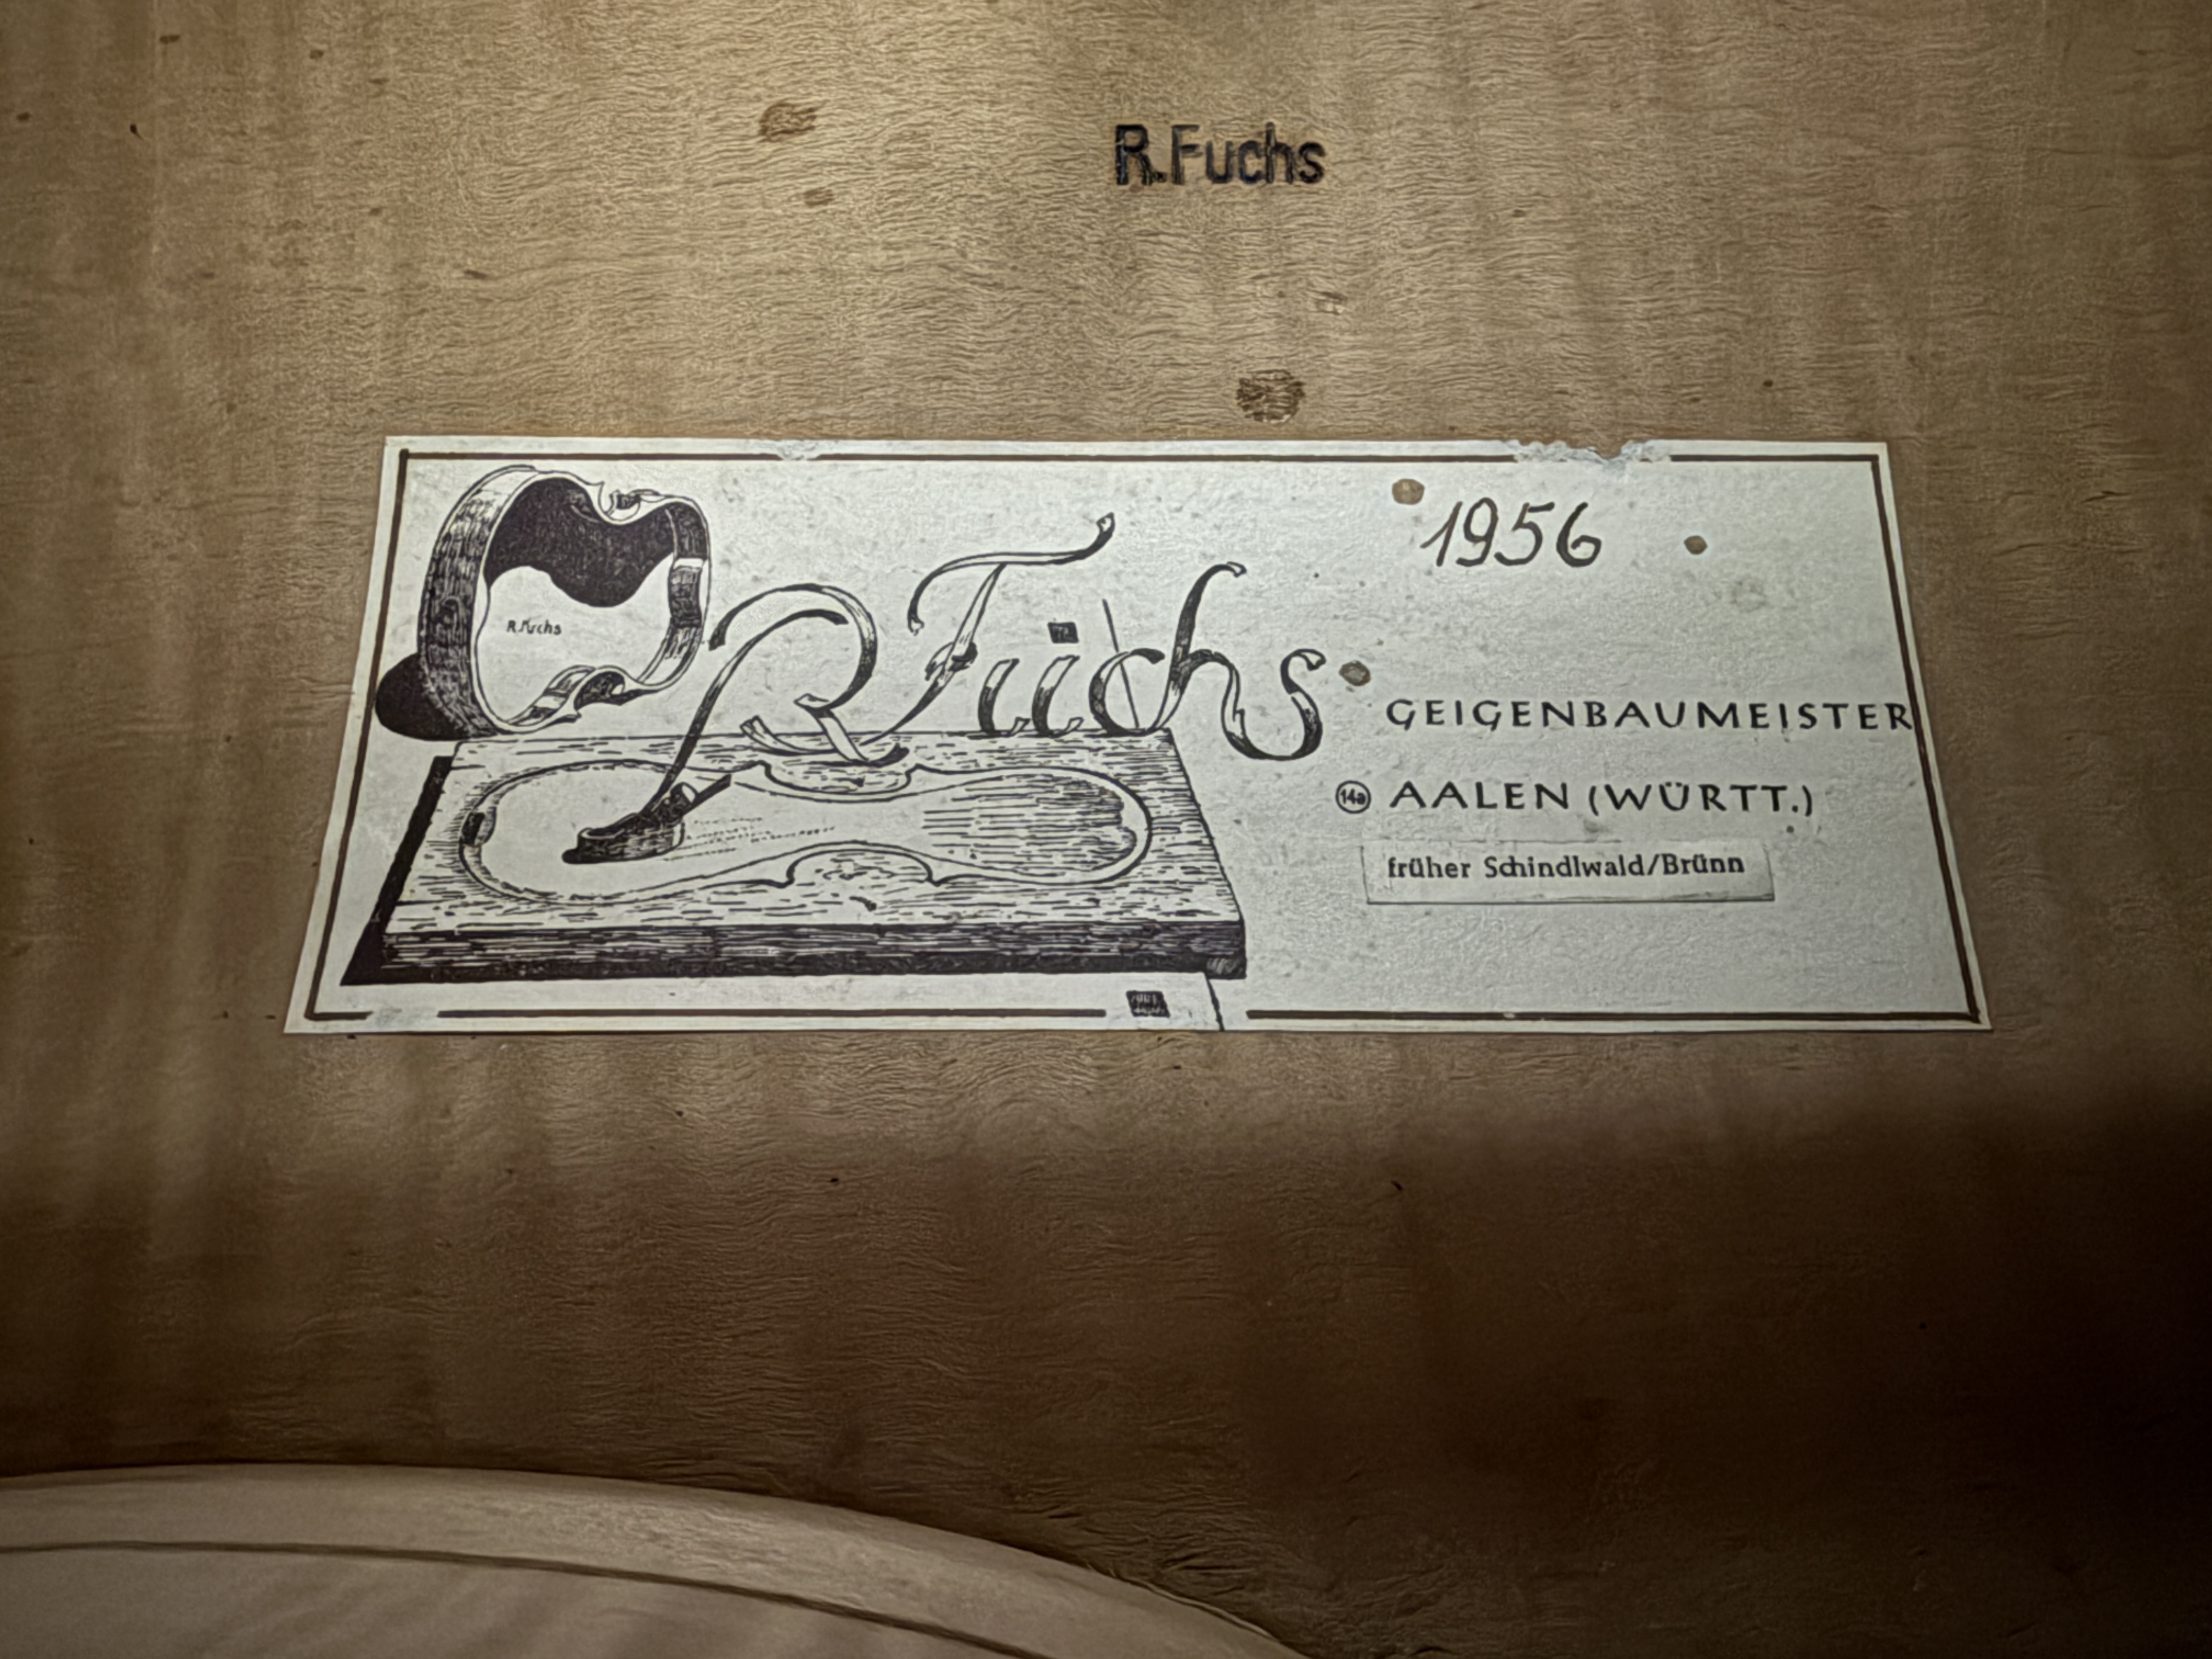 R.Fuchs
1956
R.Fuchs
R Fuchs
GEIGENBAUMEISTER
14a AALEN (WÜRTT.)
früher Schindlwald/Brünn